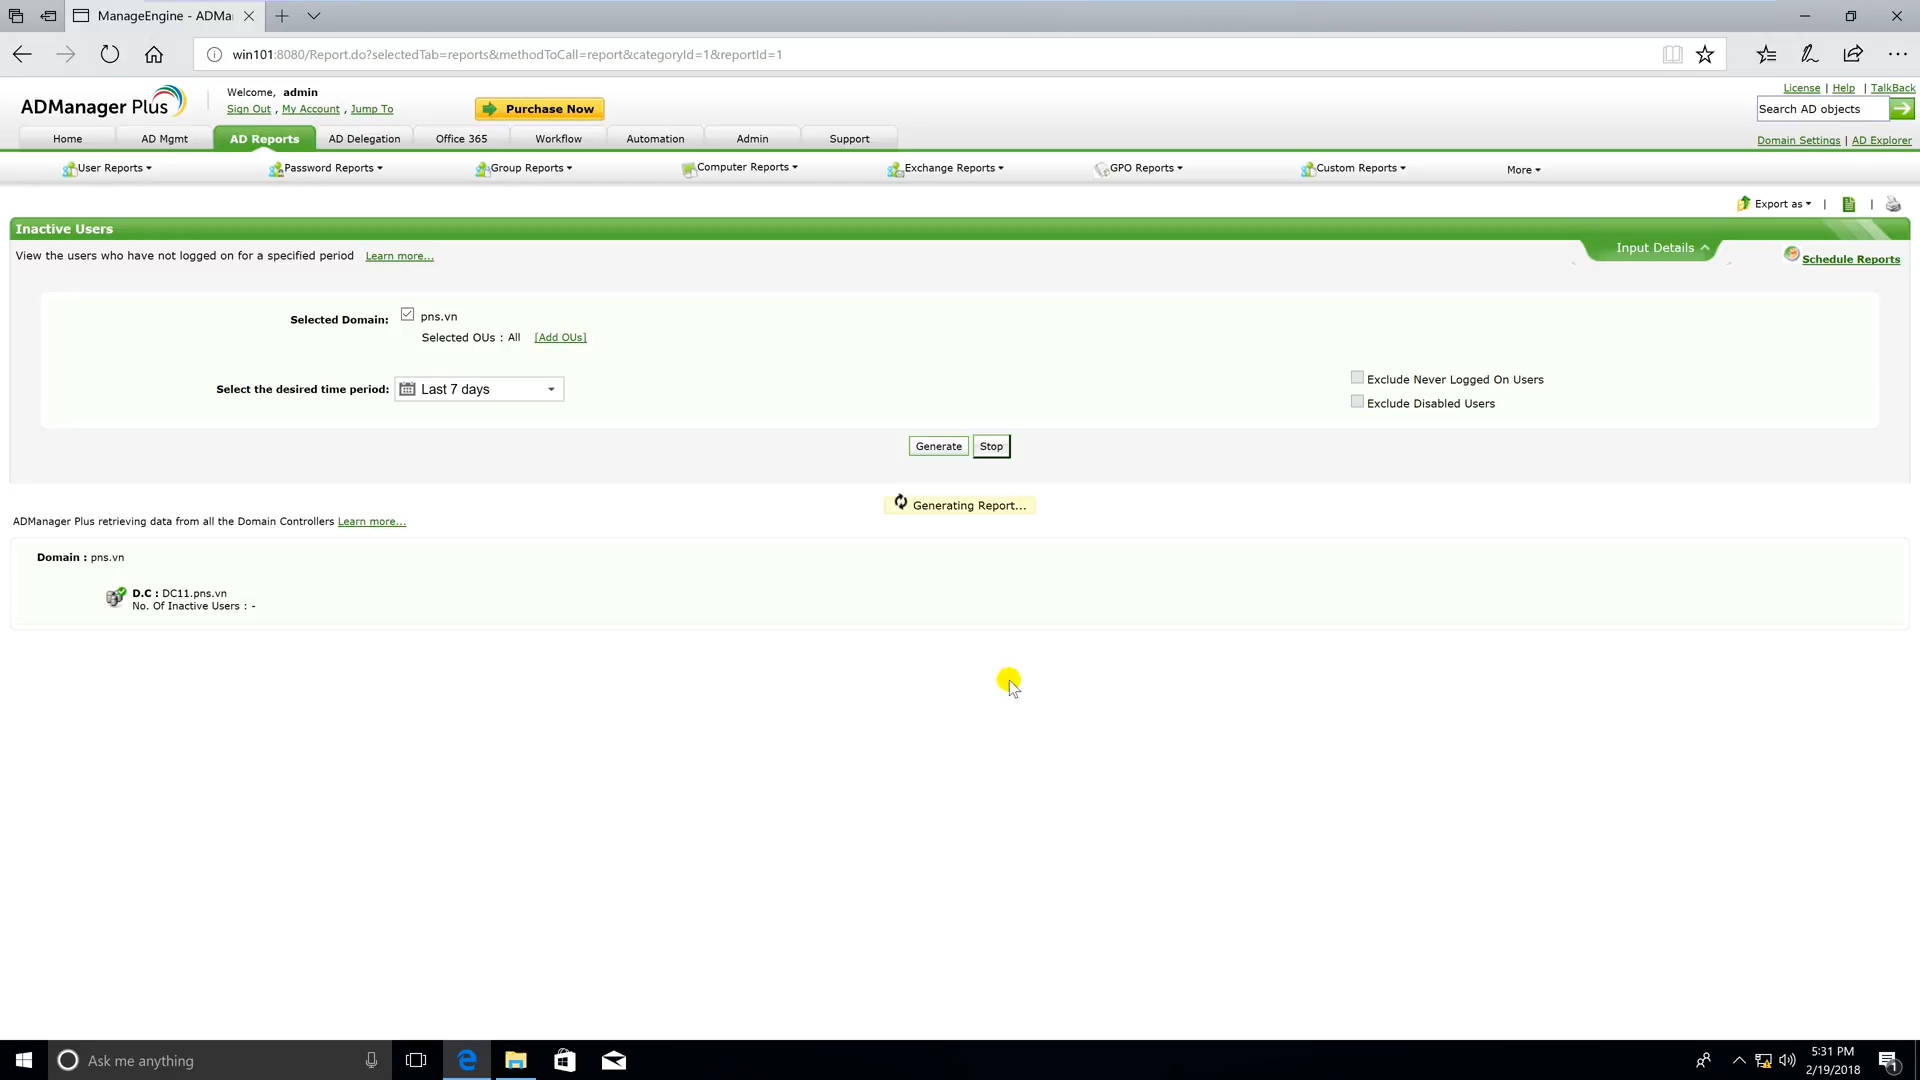 ManageEngine - ADMa
win101:8080/Report.do?selectedTab=reports&methodToCall=report&categoryId=1&reportId=1
ADManager Plus
Welcome, admin
Sign Out , My Account , Jump To
Purchase Now
License | Help | TalkBack
Search AD objects
Domain Settings | AD Explorer
Home AD Mgmt AD Reports AD Delegation Office 365 Workflow Automation Admin Support
User Reports Password Reports Group Reports Computer Reports Exchange Reports GPO Reports Custom Reports More
Export as | |
Inactive Users
View the users who have not logged on for a specified period Learn more...
Input Details
Schedule Reports
Selected Domain: pns.vn
Selected OUs : All [Add OUs]
Select the desired time period: Last 7 days
Exclude Never Logged On Users
Exclude Disabled Users
Generate Stop
Generating Report...
ADManager Plus retrieving data from all the Domain Controllers Learn more...
Domain : pns.vn
D.C : DC11.pns.vn
No. Of Inactive Users : -
Ask me anything
5:31 PM
2/19/2018
1